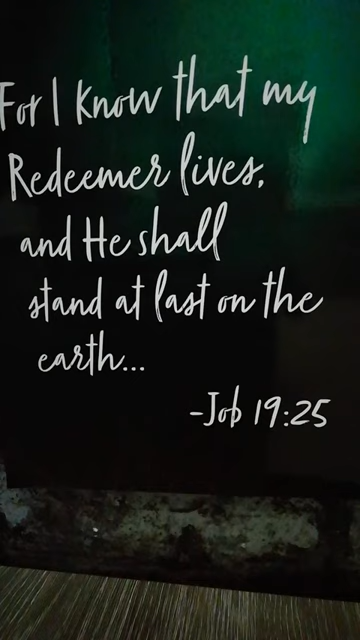 For I know that my
Redeemer lives,
and He shall
stand at last on the
earth...
-Job 19:25